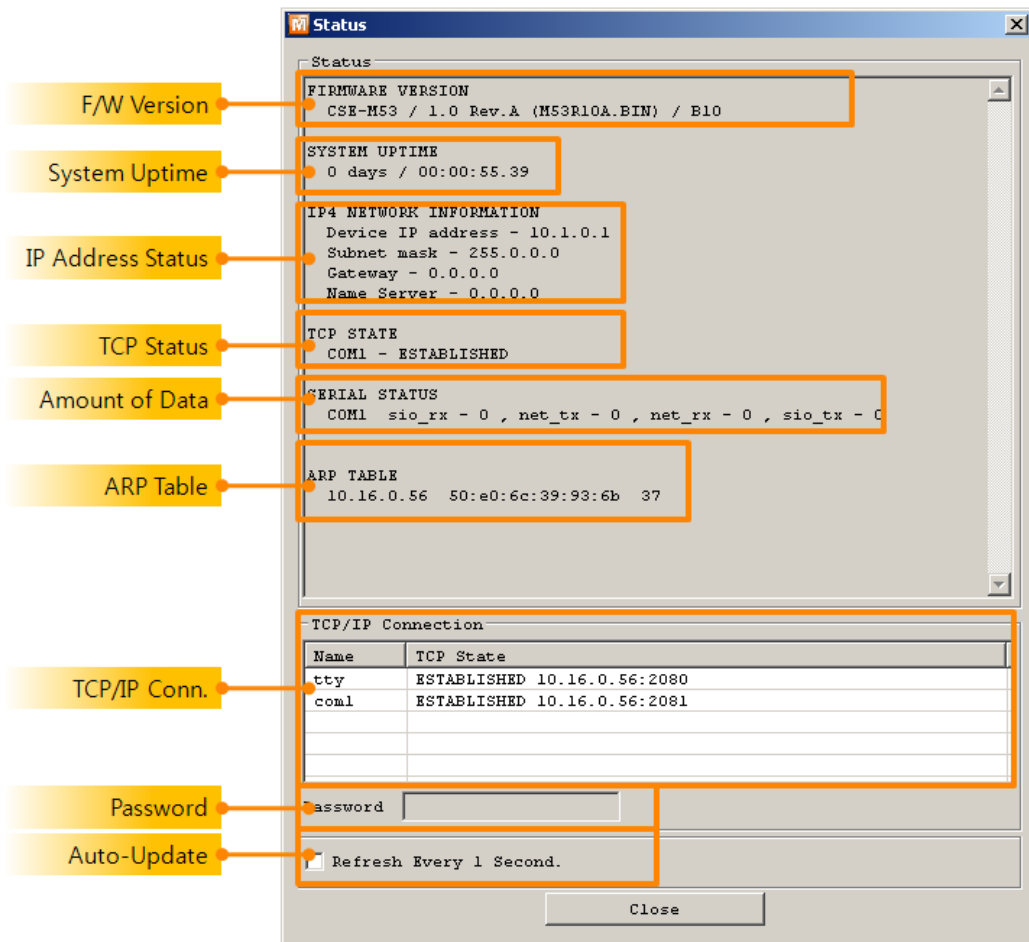 Status
Status
F/W Version
FIRMWARE VERSION
CSE-M53 / 1.0 Rev.A (M53R10A.BIN) / B10
System Uptime
SYSTEM UPTIME
0 days / 00:00:55.39
IP Address Status
IP4 NETWORK INFORMATION
Device IP address - 10.1.0.1
Subnet mask - 255.0.0.0
Gateway - 0.0.0.0
Name Server - 0.0.0.0
TCP Status
TCP STATE
COM1 - ESTABLISHED
Amount of Data
SERIAL STATUS
COM1 sio_rx - 0 , net_tx - 0 , net_rx - 0 , sio_tx - 0
ARP Table
ARP TABLE
10.16.0.56 50:e0:6c:39:93:6b 37
TCP/IP Conn.
TCP/IP Connection
Name TCP State
tty ESTABLISHED 10.16.0.56:2080
com1 ESTABLISHED 10.16.0.56:2081
Password
Password
Auto-Update
Refresh Every 1 Second.
Close